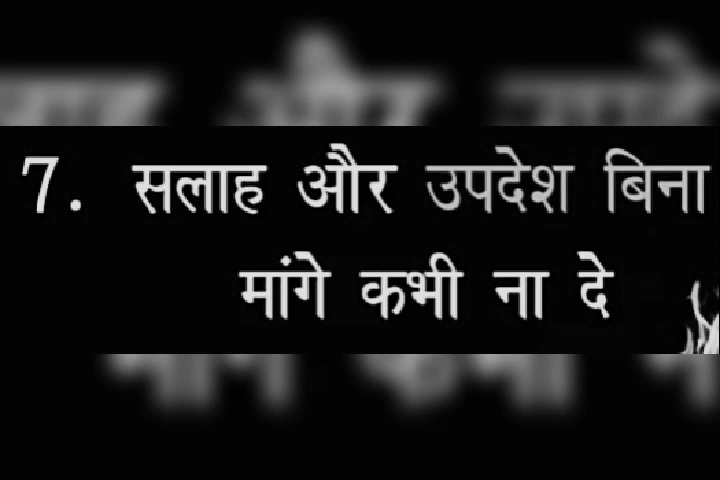 7. सलाह और उपदेश बिना
मांगे कभी ना दे